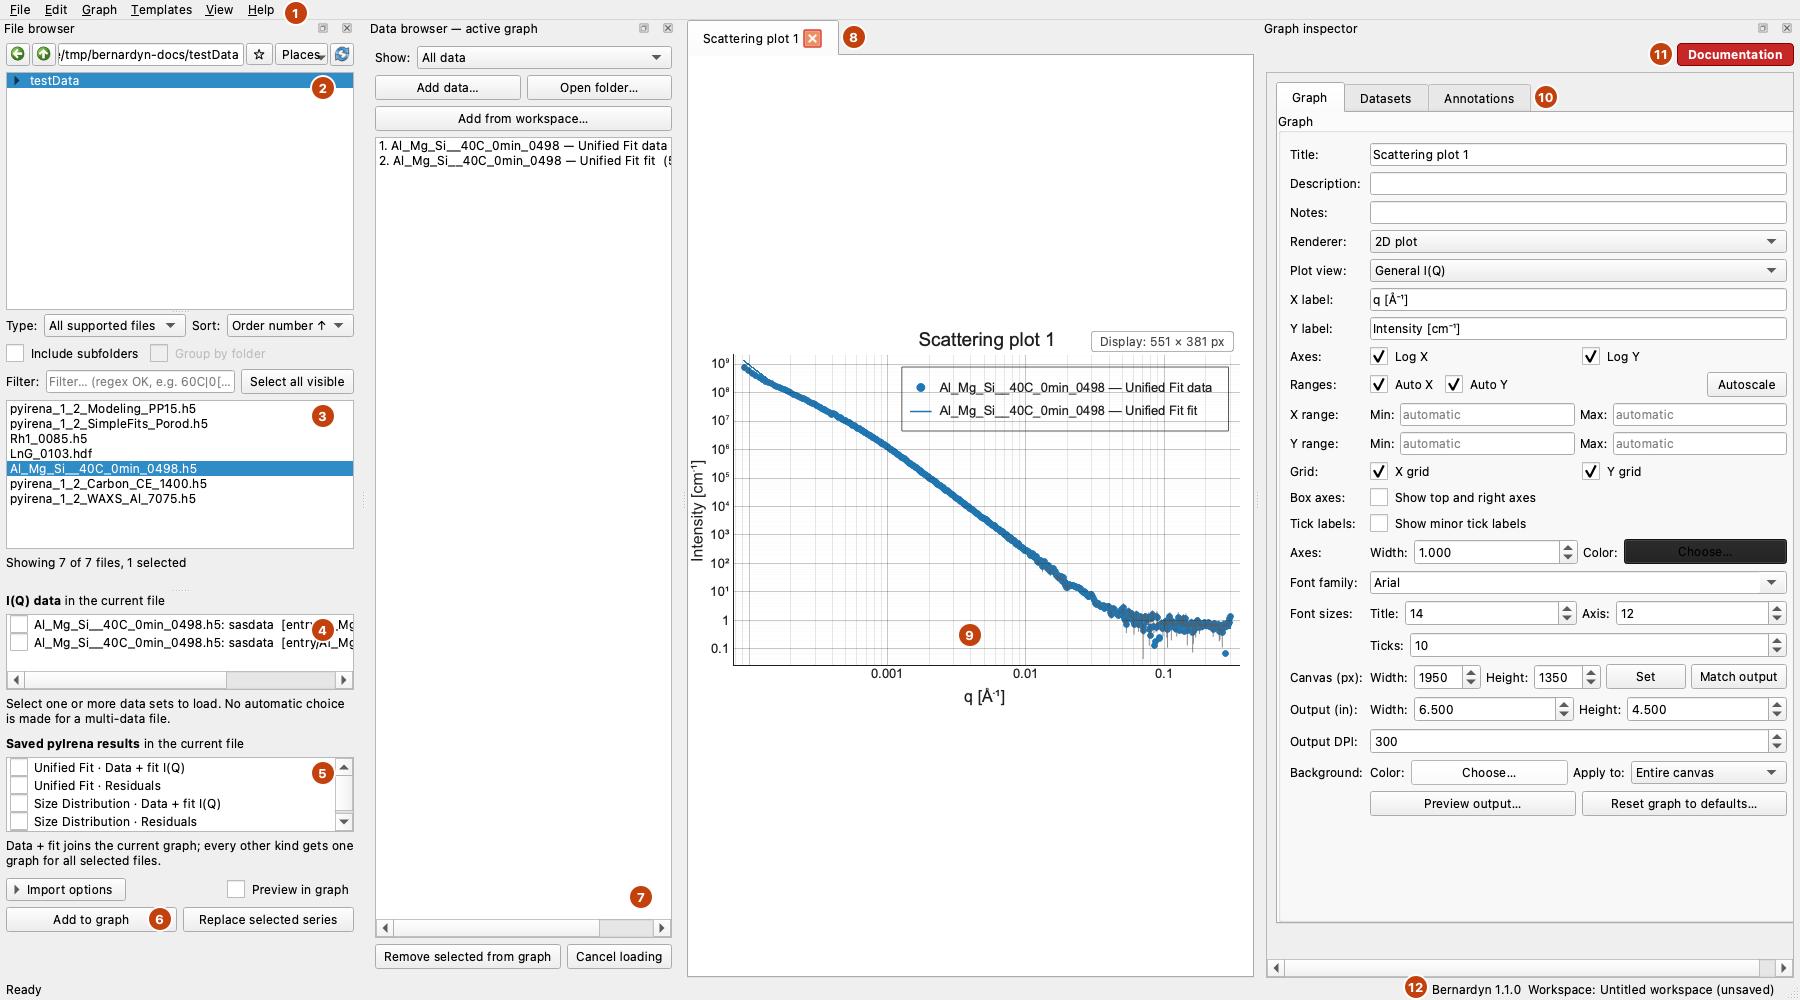 File Edit Graph Templates View Help 1
File browser
:/tmp/bernardyn-docs/testData Places
testData 2
Type: All supported files Sort: Order number ↑
Include subfolders Group by folder
Filter: Filter... (regex OK, e.g. 60C|0[... Select all visible
pyirena_1_2_Modeling_PP15.h5 3
pyirena_1_2_SimpleFits_Porod.h5
Rh1_0085.h5
LnG_0103.hdf
Al_Mg_Si__40C_0min_0498.h5
pyirena_1_2_Carbon_CE_1400.h5
pyirena_1_2_WAXS_Al_7075.h5
Showing 7 of 7 files, 1 selected
I(Q) data in the current file
Al_Mg_Si__40C_0min_0498.h5: sasdata [entry 4
Al_Mg_Si__40C_0min_0498.h5: sasdata [entry/Al_Mg
Select one or more data sets to load. No automatic choice
is made for a multi-data file.
Saved pyIrena results in the current file
Unified Fit · Data + fit I(Q) 5
Unified Fit · Residuals
Size Distribution · Data + fit I(Q)
Size Distribution · Residuals
Data + fit joins the current graph; every other kind gets one
graph for all selected files.
Import options Preview in graph
Add to graph 6 Replace selected series
Ready
Data browser — active graph
Show: All data
Add data... Open folder...
Add from workspace...
1. Al_Mg_Si__40C_0min_0498 — Unified Fit data
2. Al_Mg_Si__40C_0min_0498 — Unified Fit fit (5
7
Remove selected from graph Cancel loading
Scattering plot 1 8
Scattering plot 1
Display: 551 × 381 px
Al_Mg_Si__40C_0min_0498 — Unified Fit data
Al_Mg_Si__40C_0min_0498 — Unified Fit fit
10⁹
10⁸
10⁷
10⁶
10⁵
10⁴
10³
10²
10¹
1
0.1
Intensity [cm⁻¹]
9
0.001 0.01 0.1
q [Å⁻¹]
Graph inspector
11 Documentation
Graph Datasets Annotations 10
Graph
Title: Scattering plot 1
Description:
Notes:
Renderer: 2D plot
Plot view: General I(Q)
X label: q [Å⁻¹]
Y label: Intensity [cm⁻¹]
Axes: Log X Log Y
Ranges: Auto X Auto Y Autoscale
X range: Min: automatic Max: automatic
Y range: Min: automatic Max: automatic
Grid: X grid Y grid
Box axes: Show top and right axes
Tick labels: Show minor tick labels
Axes: Width: 1.000 Color: Choose...
Font family: Arial
Font sizes: Title: 14 Axis: 12
Ticks: 10
Canvas (px): Width: 1950 Height: 1350 Set Match output
Output (in): Width: 6.500 Height: 4.500
Output DPI: 300
Background: Color: Choose... Apply to: Entire canvas
Preview output... Reset graph to defaults...
12 Bernardyn 1.1.0 Workspace: Untitled workspace (unsaved)